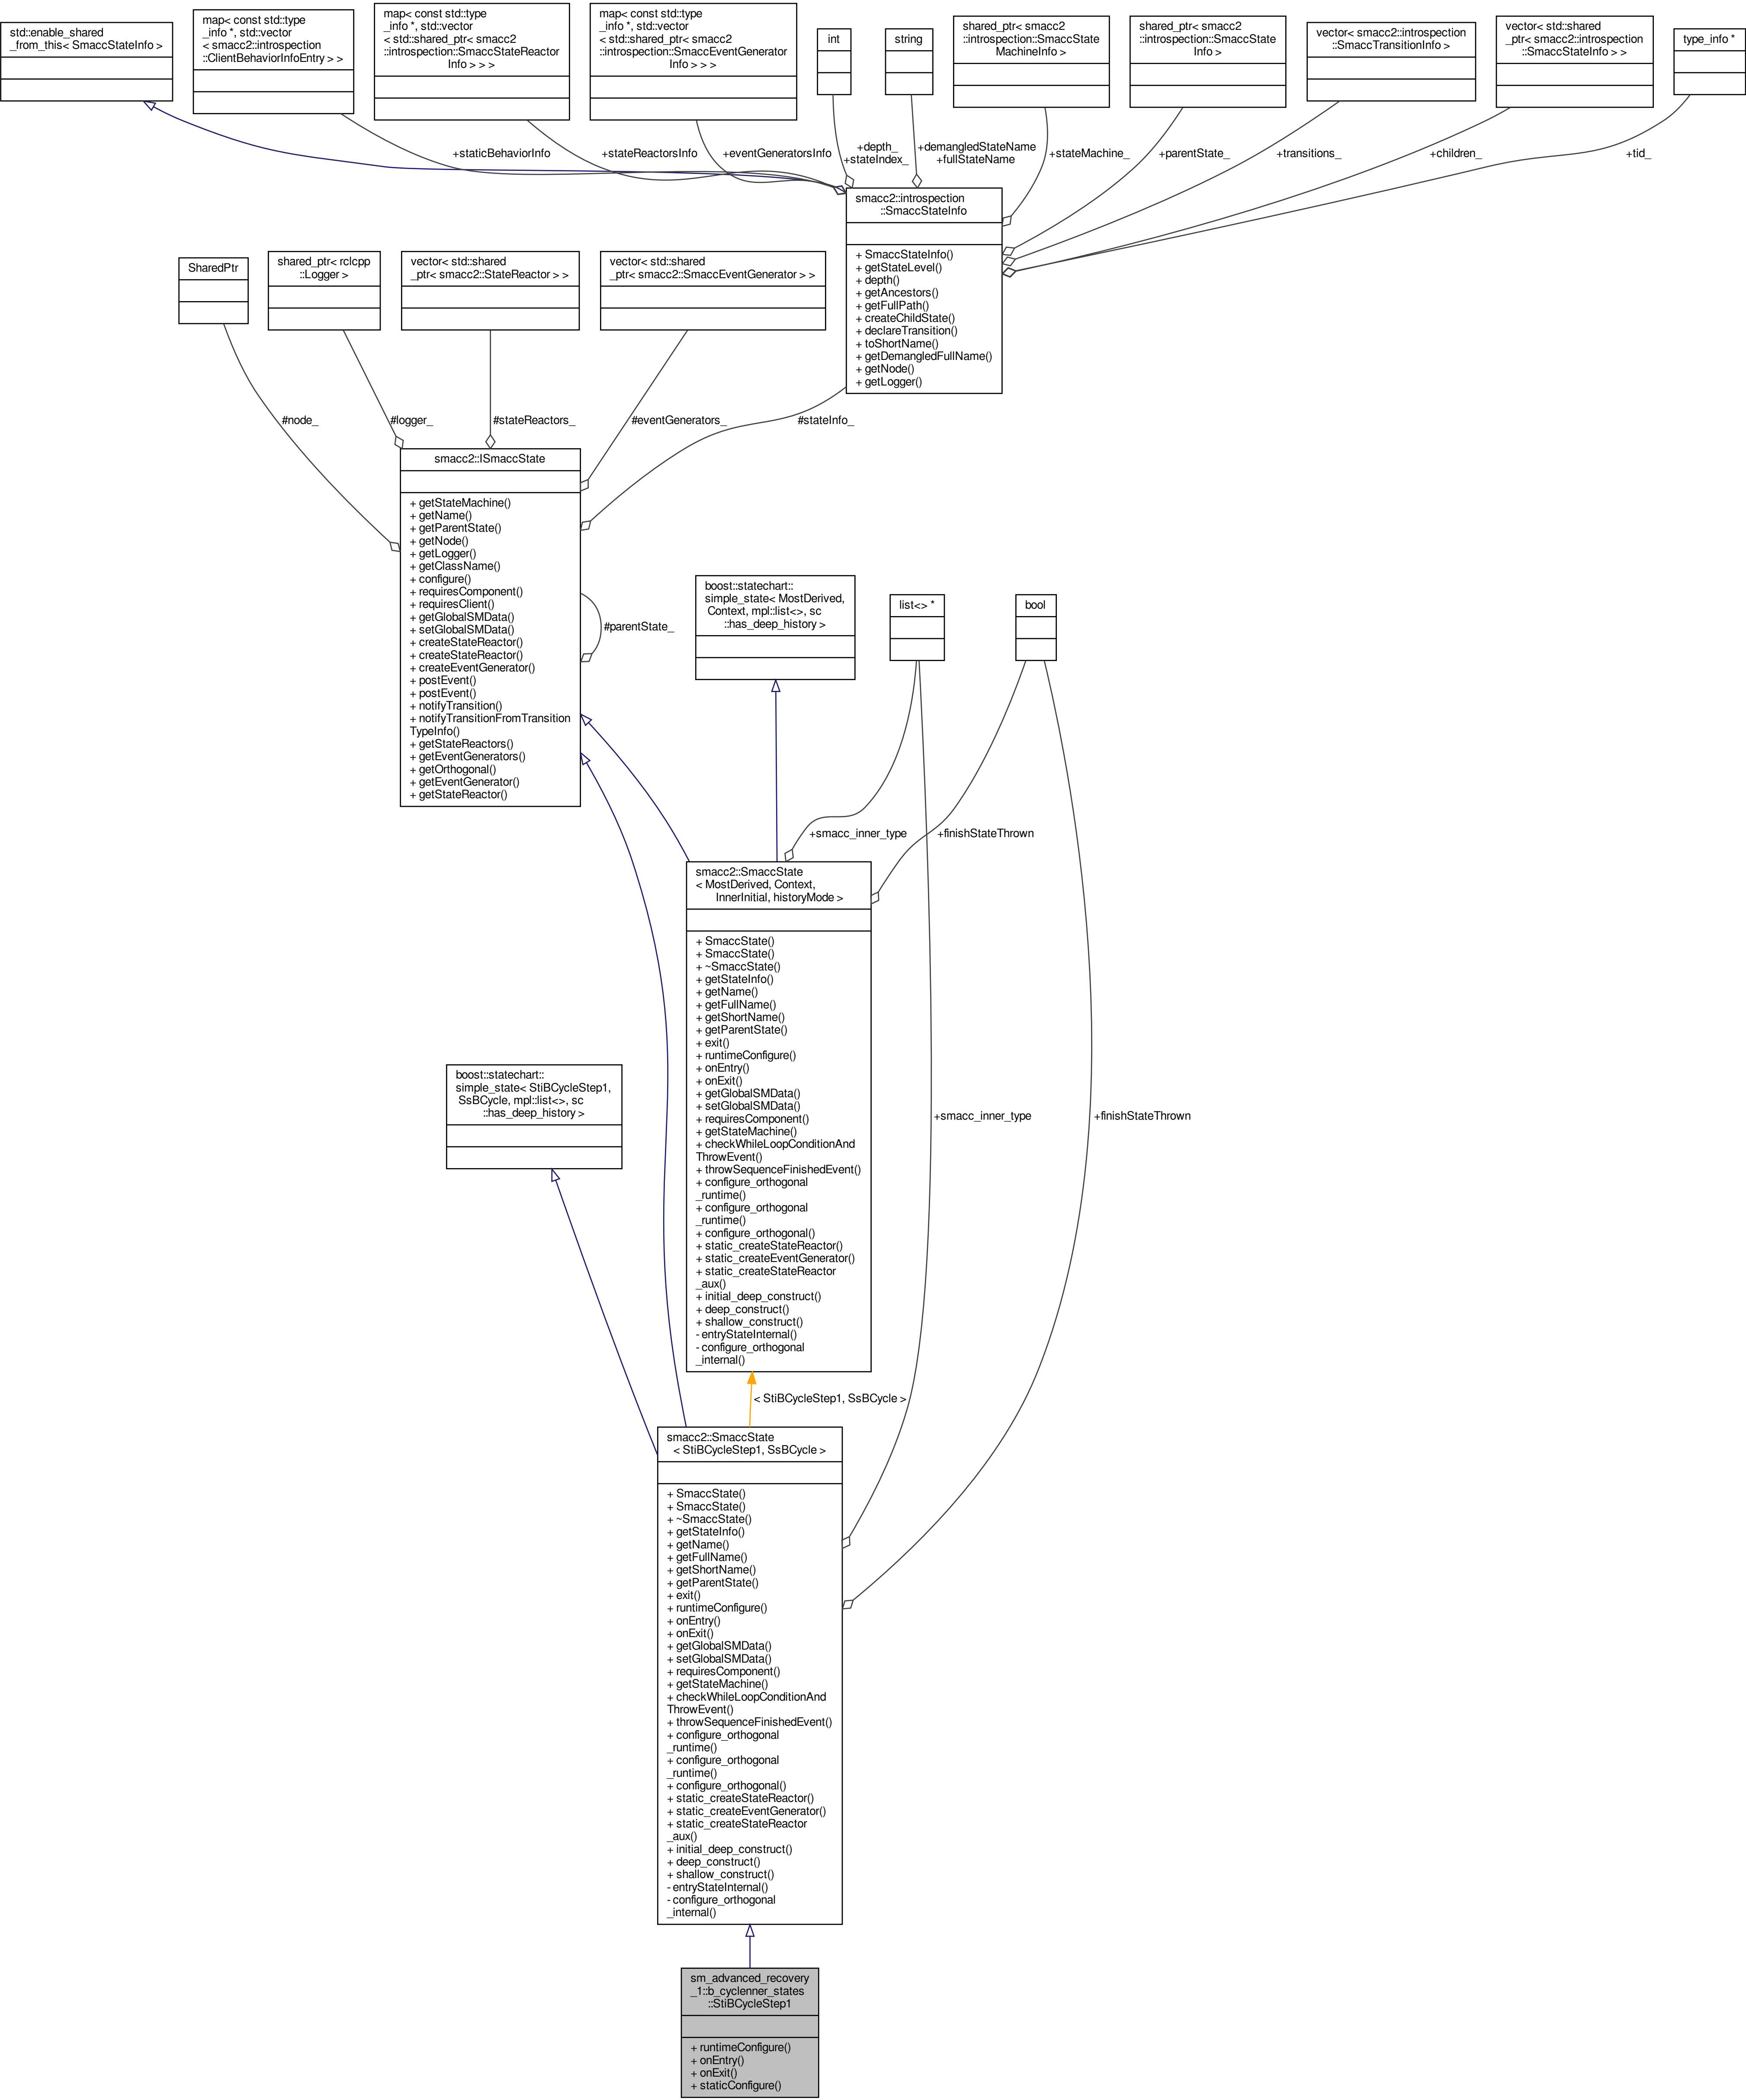 std::enable_shared
_from_this< SmaccStateInfo >
map< const std::type
_info *, std::vector
< smacc2::introspection
::ClientBehaviorInfoEntry > >
map< const std::type
_info *, std::vector
< std::shared_ptr< smacc2
::introspection::SmaccStateReactor
Info > > >
map< const std::type
_info *, std::vector
< std::shared_ptr< smacc2
::introspection::SmaccEventGenerator
Info > > >
int
string
shared_ptr< smacc2
::introspection::SmaccState
MachineInfo >
shared_ptr< smacc2
::introspection::SmaccState
Info >
vector< smacc2::introspection
::SmaccTransitionInfo >
vector< std::shared
_ptr< smacc2::introspection
::SmaccStateInfo > >
type_info *
+staticBehaviorInfo
+stateReactorsInfo
+eventGeneratorsInfo
+depth_
+stateIndex_
+demangledStateName
+fullStateName
+stateMachine_
+parentState_
+transitions_
+children_
+tid_
smacc2::introspection
::SmaccStateInfo
+ SmaccStateInfo()
+ getStateLevel()
+ depth()
+ getAncestors()
+ getFullPath()
+ createChildState()
+ declareTransition()
+ toShortName()
+ getDemangledFullName()
+ getNode()
+ getLogger()
SharedPtr
shared_ptr< rclcpp
::Logger >
vector< std::shared
_ptr< smacc2::StateReactor > >
vector< std::shared
_ptr< smacc2::SmaccEventGenerator > >
#node_
#logger_
#stateReactors_
#eventGenerators_
#stateInfo_
smacc2::ISmaccState
+ getStateMachine()
+ getName()
+ getParentState()
+ getNode()
+ getLogger()
+ getClassName()
+ configure()
+ requiresComponent()
+ requiresClient()
+ getGlobalSMData()
+ setGlobalSMData()
+ createStateReactor()
+ createStateReactor()
+ createEventGenerator()
+ postEvent()
+ postEvent()
+ notifyTransition()
+ notifyTransitionFromTransition
TypeInfo()
+ getStateReactors()
+ getEventGenerators()
+ getOrthogonal()
+ getEventGenerator()
+ getStateReactor()
#parentState_
boost::statechart::
simple_state< MostDerived,
Context, mpl::list<>, sc
::has_deep_history >
list<> *
bool
+smacc_inner_type
+finishStateThrown
smacc2::SmaccState
< MostDerived, Context,
InnerInitial, historyMode >
+ SmaccState()
+ SmaccState()
+ ~SmaccState()
+ getStateInfo()
+ getName()
+ getFullName()
+ getShortName()
+ getParentState()
+ exit()
+ runtimeConfigure()
+ onEntry()
+ onExit()
+ getGlobalSMData()
+ setGlobalSMData()
+ requiresComponent()
+ getStateMachine()
+ checkWhileLoopConditionAnd
ThrowEvent()
+ throwSequenceFinishedEvent()
+ configure_orthogonal
_runtime()
+ configure_orthogonal
_runtime()
+ configure_orthogonal()
+ static_createStateReactor()
+ static_createEventGenerator()
+ static_createStateReactor
_aux()
+ initial_deep_construct()
+ deep_construct()
+ shallow_construct()
- entryStateInternal()
- configure_orthogonal
_internal()
boost::statechart::
simple_state< StiBCycleStep1,
SsBCycle, mpl::list<>, sc
::has_deep_history >
+smacc_inner_type
+finishStateThrown
< StiBCycleStep1, SsBCycle >
smacc2::SmaccState
< StiBCycleStep1, SsBCycle >
+ SmaccState()
+ SmaccState()
+ ~SmaccState()
+ getStateInfo()
+ getName()
+ getFullName()
+ getShortName()
+ getParentState()
+ exit()
+ runtimeConfigure()
+ onEntry()
+ onExit()
+ getGlobalSMData()
+ setGlobalSMData()
+ requiresComponent()
+ getStateMachine()
+ checkWhileLoopConditionAnd
ThrowEvent()
+ throwSequenceFinishedEvent()
+ configure_orthogonal
_runtime()
+ configure_orthogonal
_runtime()
+ configure_orthogonal()
+ static_createStateReactor()
+ static_createEventGenerator()
+ static_createStateReactor
_aux()
+ initial_deep_construct()
+ deep_construct()
+ shallow_construct()
- entryStateInternal()
- configure_orthogonal
_internal()
sm_advanced_recovery
_1::b_cyclenner_states
::StiBCycleStep1
+ runtimeConfigure()
+ onEntry()
+ onExit()
+ staticConfigure()